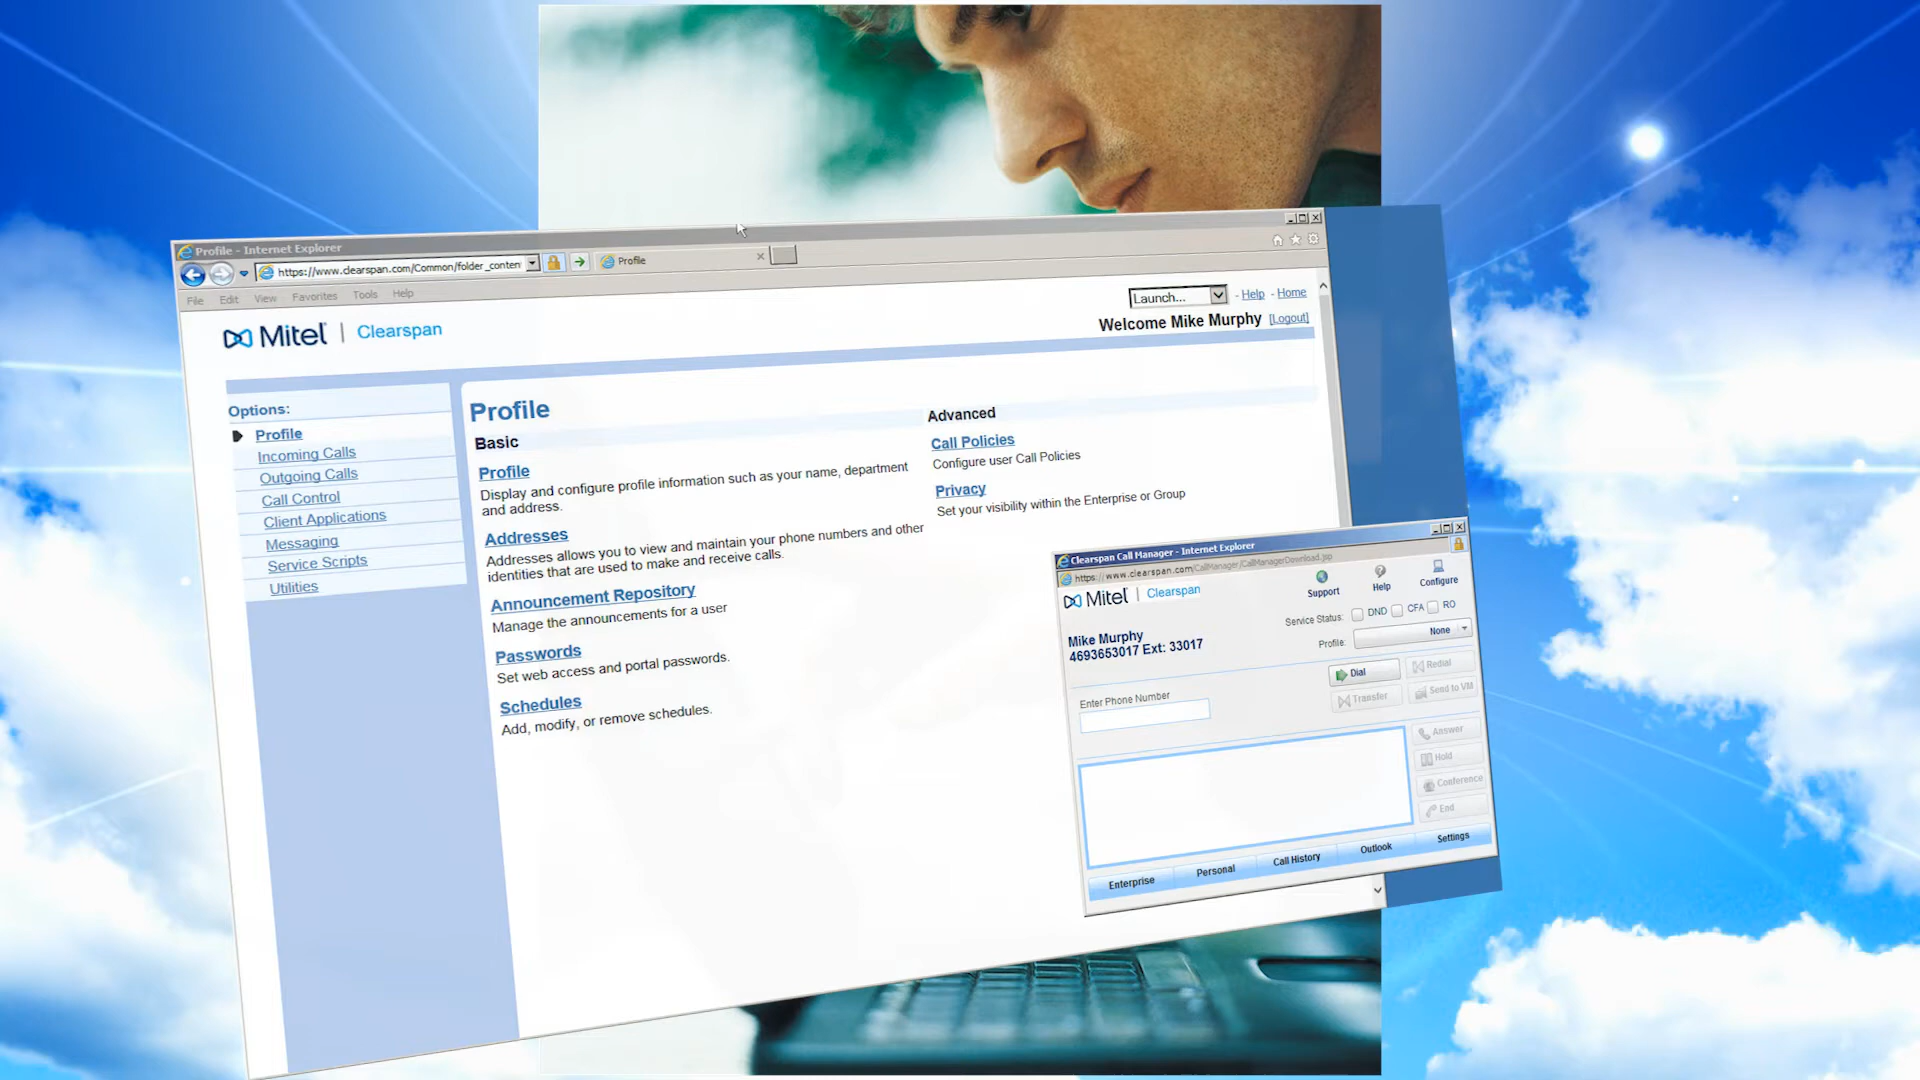 Profile - Internet Explorer
https://www.clearspan.com/Common/folder_conten
Profile
File Edit View Favorites Tools Help
Launch... - Help - Home
Mitel | Clearspan
Welcome Mike Murphy [Logout]
Options:
Profile
Incoming Calls
Outgoing Calls
Call Control
Client Applications
Messaging
Service Scripts
Utilities
Profile
Basic
Profile
Display and configure profile information such as your name, department
and address.
Addresses
Addresses allows you to view and maintain your phone numbers and other
identities that are used to make and receive calls.
Announcement Repository
Manage the announcements for a user
Passwords
Set web access and portal passwords.
Schedules
Add, modify, or remove schedules.
Advanced
Call Policies
Configure user Call Policies
Privacy
Set your visibility within the Enterprise or Group
Clearspan Call Manager - Internet Explorer
https://www.clearspan.com/CallManager/CallManagerDownload.jsp
Mitel | Clearspan
Support Help Configure
Service Status: DND CFA RO
Mike Murphy
4693653017 Ext: 33017
Profile: None
Dial Redial
Transfer Send to VM
Enter Phone Number
Answer
Hold
Conference
End
Enterprise Personal Call History Outlook Settings